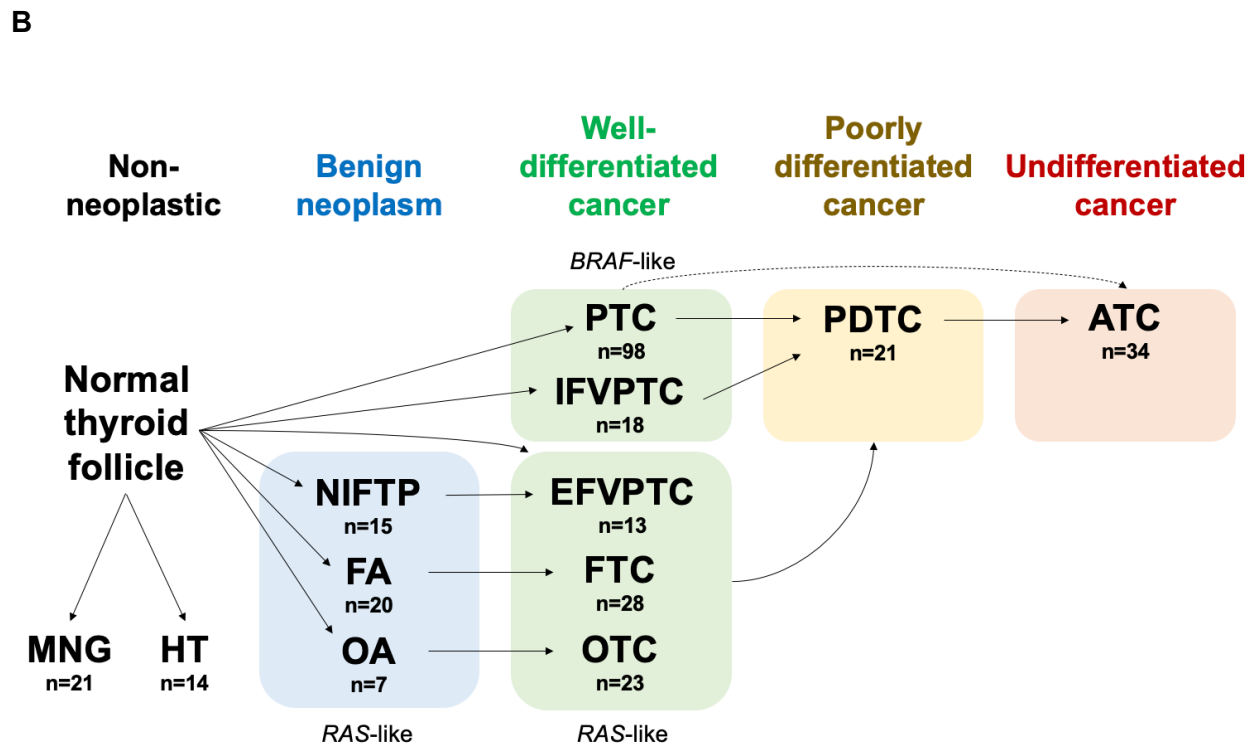 B
Non-
neoplastic
Benign
neoplasm
Well-
differentiated
cancer
Poorly
differentiated
cancer
Undifferentiated
cancer
BRAF-like
PTC
n=98
IFVPTC
n=18
PDTC
n=21
ATC
n=34
Normal
thyroid
follicle
NIFTP
n=15
EFVPTC
n=13
FA
n=20
FTC
n=28
MNG
n=21
HT
n=14
OA
n=7
OTC
n=23
RAS-like
RAS-like